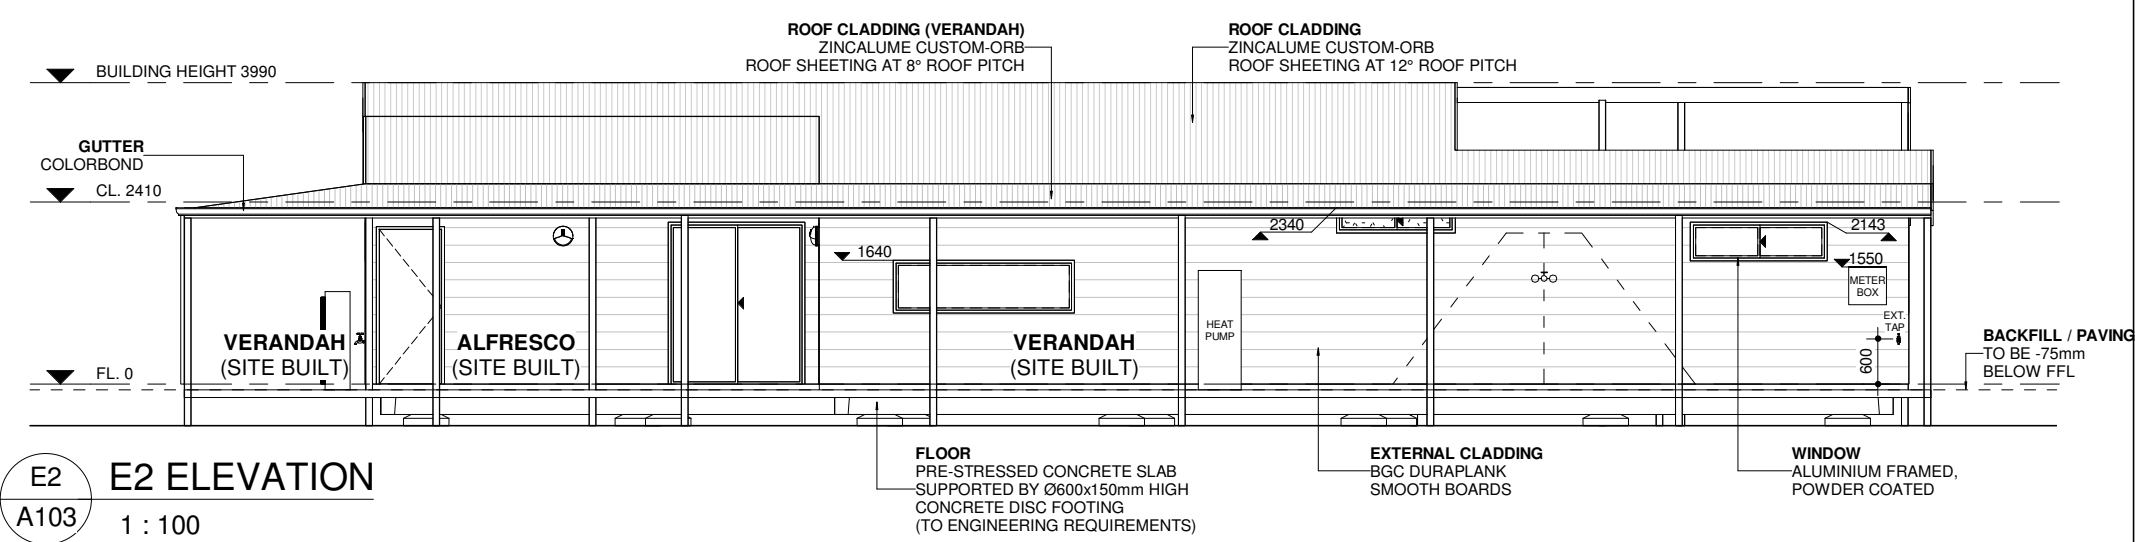 ROOF CLADDING (VERANDAH)
ZINCALUME CUSTOM-ORB
ROOF SHEETING AT 8° ROOF PITCH
ROOF CLADDING
ZINCALUME CUSTOM-ORB
ROOF SHEETING AT 12° ROOF PITCH
BUILDING HEIGHT 3990
GUTTER
COLORBOND
CL. 2410
2340
2143
1640
1550
METER
BOX
HEAT
PUMP
EXT.
TAP
VERANDAH
(SITE BUILT)
ALFRESCO
(SITE BUILT)
VERANDAH
(SITE BUILT)
600
FL. 0
BACKFILL / PAVING
TO BE -75mm
BELOW FFL
FLOOR
PRE-STRESSED CONCRETE SLAB
SUPPORTED BY Ø600x150mm HIGH
CONCRETE DISC FOOTING
(TO ENGINEERING REQUIREMENTS)
EXTERNAL CLADDING
BGC DURAPLANK
SMOOTH BOARDS
WINDOW
ALUMINIUM FRAMED,
POWDER COATED
E2
A103
E2 ELEVATION
1 : 100